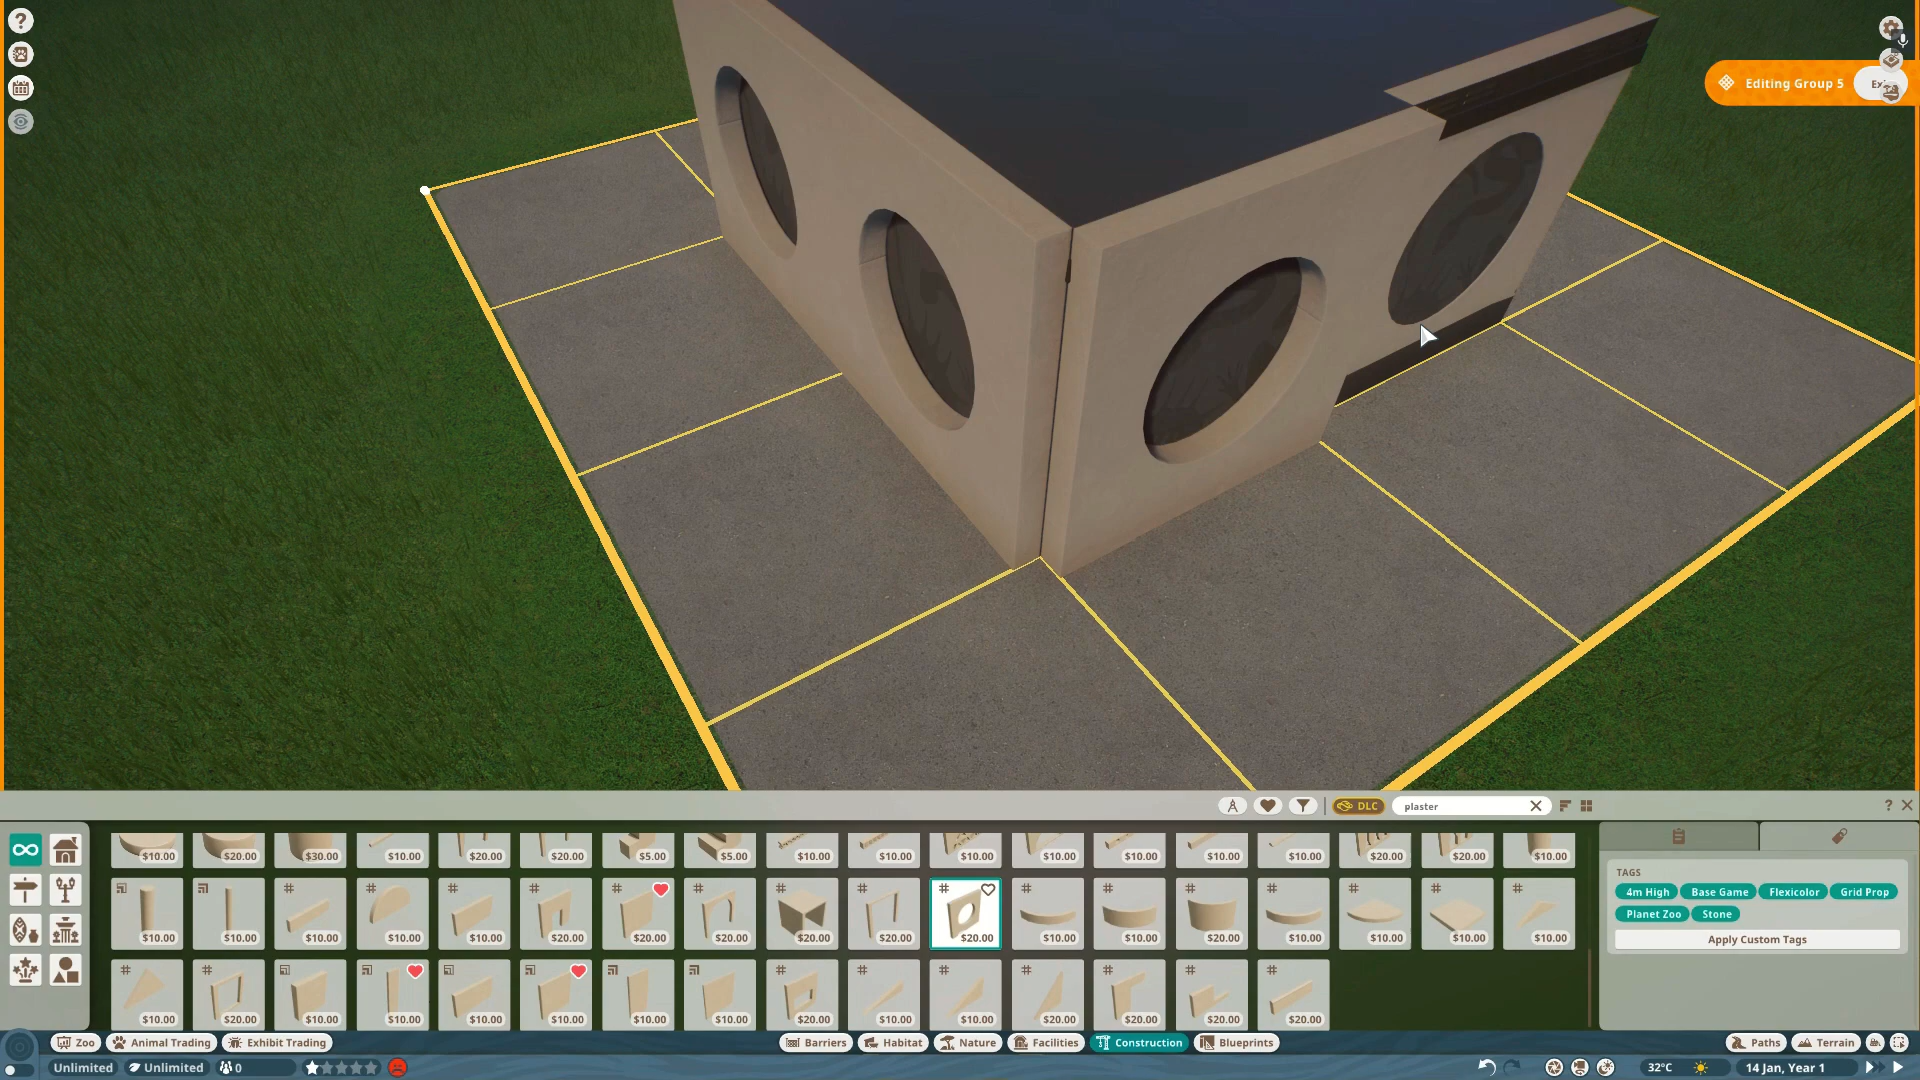 ?
Editing Group 5
DLC
plaster
?
$10.00 $20.00 $30.00 $10.00 $20.00 $20.00 $5.00 $5.00 $10.00 $10.00 $10.00 $10.00 $10.00 $10.00 $10.00 $20.00 $20.00 $10.00
$10.00 $10.00 $10.00 $10.00 $10.00 $20.00 $20.00 $20.00 $20.00 $20.00 $20.00 $10.00 $10.00 $20.00 $10.00 $10.00 $10.00 $10.00
$10.00 $20.00 $10.00 $10.00 $10.00 $10.00 $10.00 $10.00 $20.00 $10.00 $10.00 $20.00 $20.00 $20.00 $20.00
TAGS
4m High Base Game Flexicolor Grid Prop
Planet Zoo Stone
Apply Custom Tags
Zoo Animal Trading Exhibit Trading Barriers Habitat Nature Facilities Construction Blueprints Paths Terrain
Unlimited Unlimited 0 32°C 14 Jan, Year 1